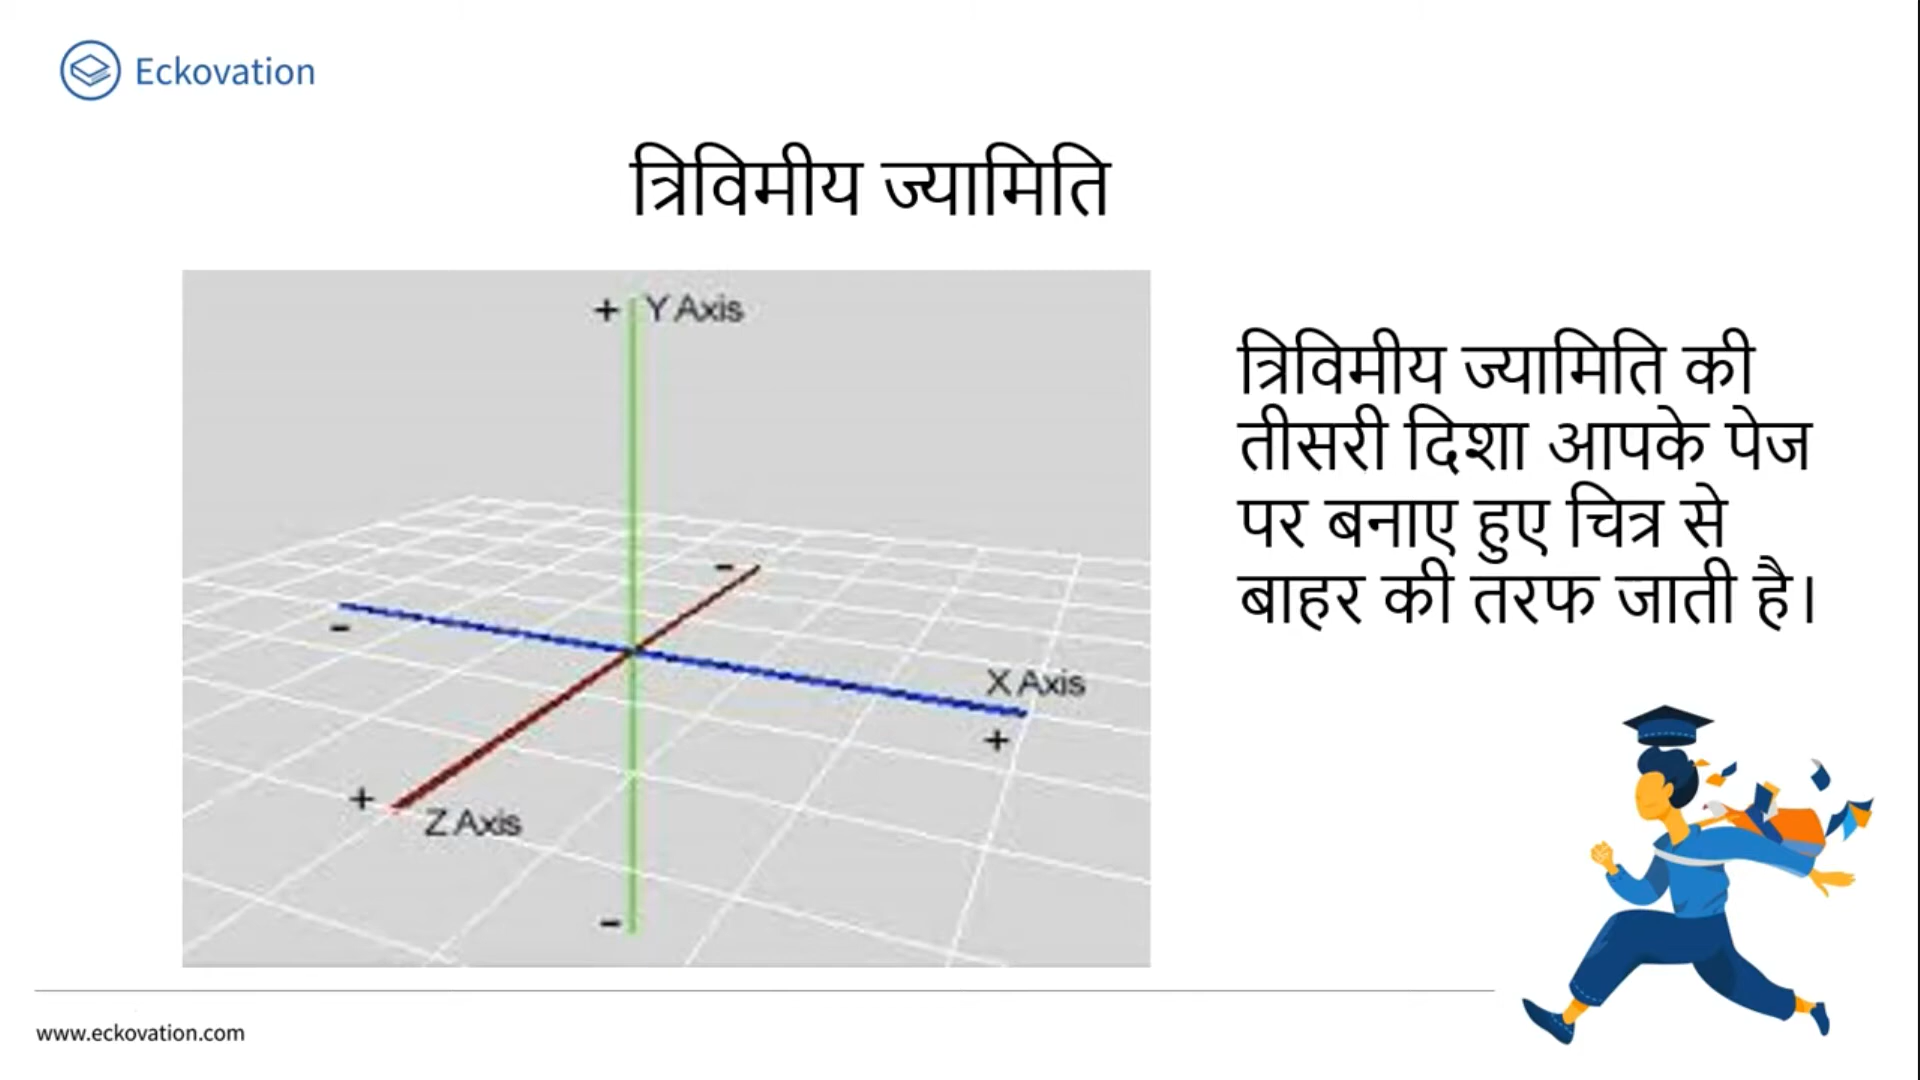 Eckovation
त्रिविमीय ज्यामिति
+ Y Axis
-
-
X Axis
+
+
Z Axis
-
त्रिविमीय ज्यामिति की
तीसरी दिशा आपके पेज
पर बनाए हुए चित्र से
बाहर की तरफ जाती है।
www.eckovation.com